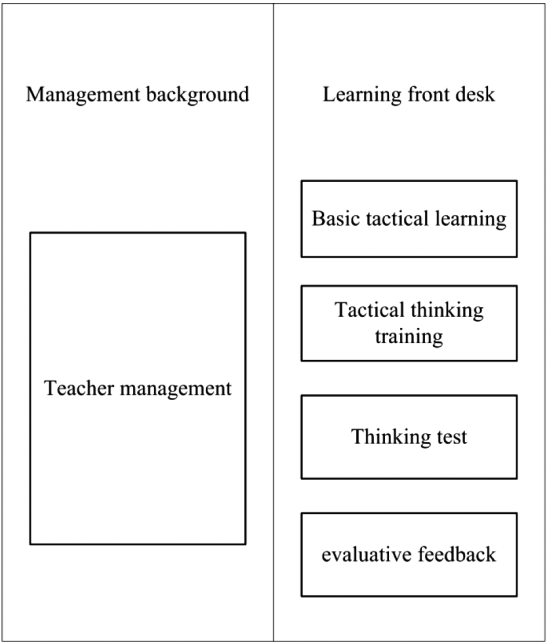 Management background
Teacher management
Learning front desk
Basic tactical learning
Tactical thinking
training
Thinking test
evaluative feedback